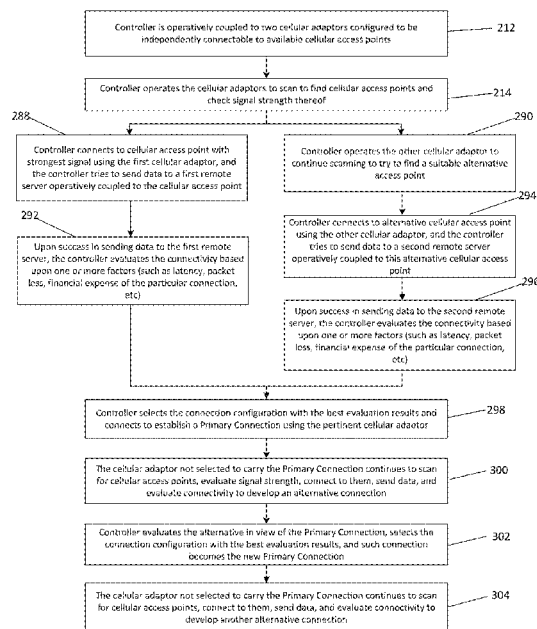 Controller is operatively coupled to two cellular adaptors configured to be
independently connectable to available cellular access points
212
Controller operates the cellular adaptors to scan to find cellular access points and
check signal strength thereof
214
288
Controller connects to cellular access point with
strongest signal using the first cellular adaptor, and
the controller tries to send data to a first remote
server operatively coupled to the cellular access point
290
Controller operates the other cellular adaptor to
continue scanning to try to find a suitable alternative
access point
292
Upon success in sending data to the first remote
server, the controller evaluates the connectivity based
upon one or more factors (such as latency, packet
loss, financial expense of the particular connection,
etc)
294
Controller connects to alternative cellular access point
using the other cellular adaptor, and the controller
tries to send data to a second remote server
operatively coupled to this alternative cellular access
point
296
Upon success in sending data to the second remote
server, the controller evaluates the connectivity based
upon one or more factors (such as latency, packet
loss, financial expense of the particular connection,
etc)
Controller selects the connection configuration with the best evaluation results and
connects to establish a Primary Connection using the pertinent cellular adaptor
298
The cellular adaptor not selected to carry the Primary Connection continues to scan
for cellular access points, evaluate signal strength, connect to them, send data, and
evaluate connectivity to develop an alternative connection
300
Controller evaluates the alternative in view of the Primary Connection, selects the
connection configuration with the best evaluation results, and such connection
becomes the new Primary Connection
302
The cellular adaptor not selected to carry the Primary Connection continues to scan
for cellular access points, connect to them, send data, and evaluate connectivity to
develop another alternative connection
304